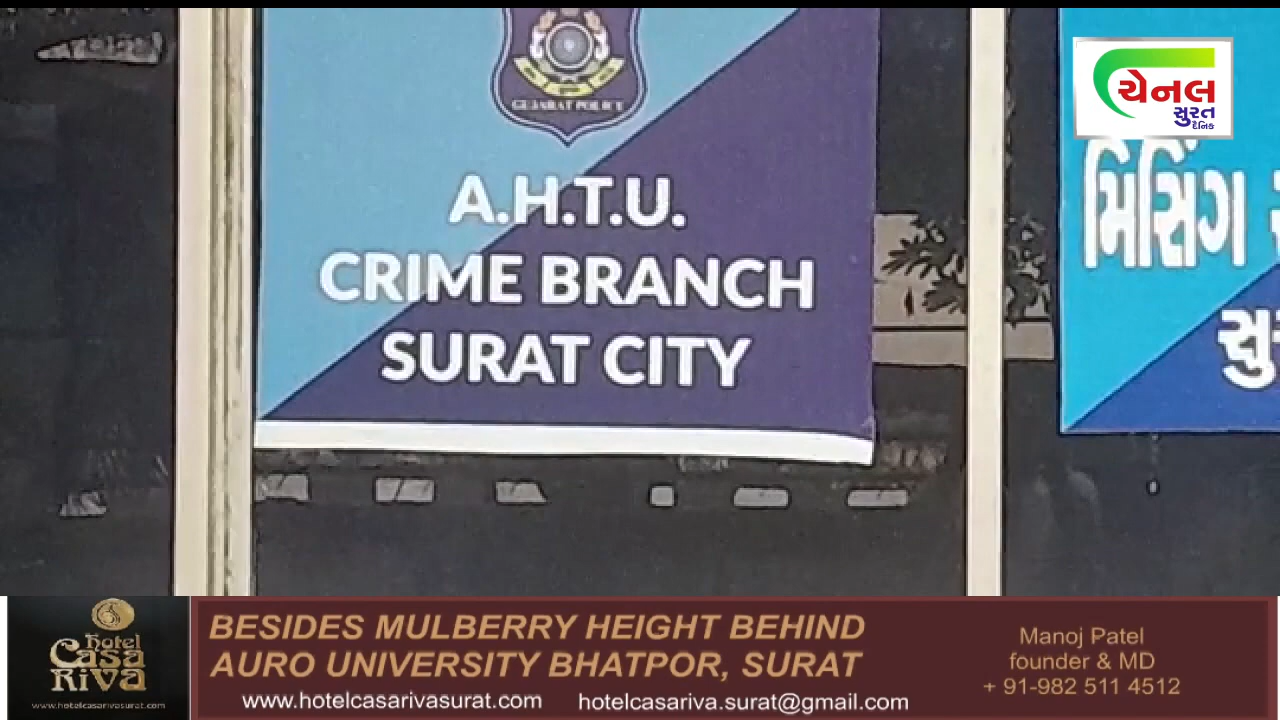 GUJARAT POLICE
A.H.T.U.
CRIME BRANCH
SURAT CITY
ચેનલ
સુરત
દૈનિક
મિસિંગ
hotel
Casa
Riva
www.hotelcasarivasurat.com
BESIDES MULBERRY HEIGHT BEHIND
AURO UNIVERSITY BHATPOR, SURAT
www.hotelcasarivasurat.com hotelcasariva.surat@gmail.com
Manoj Patel
founder & MD
+ 91-982 511 4512